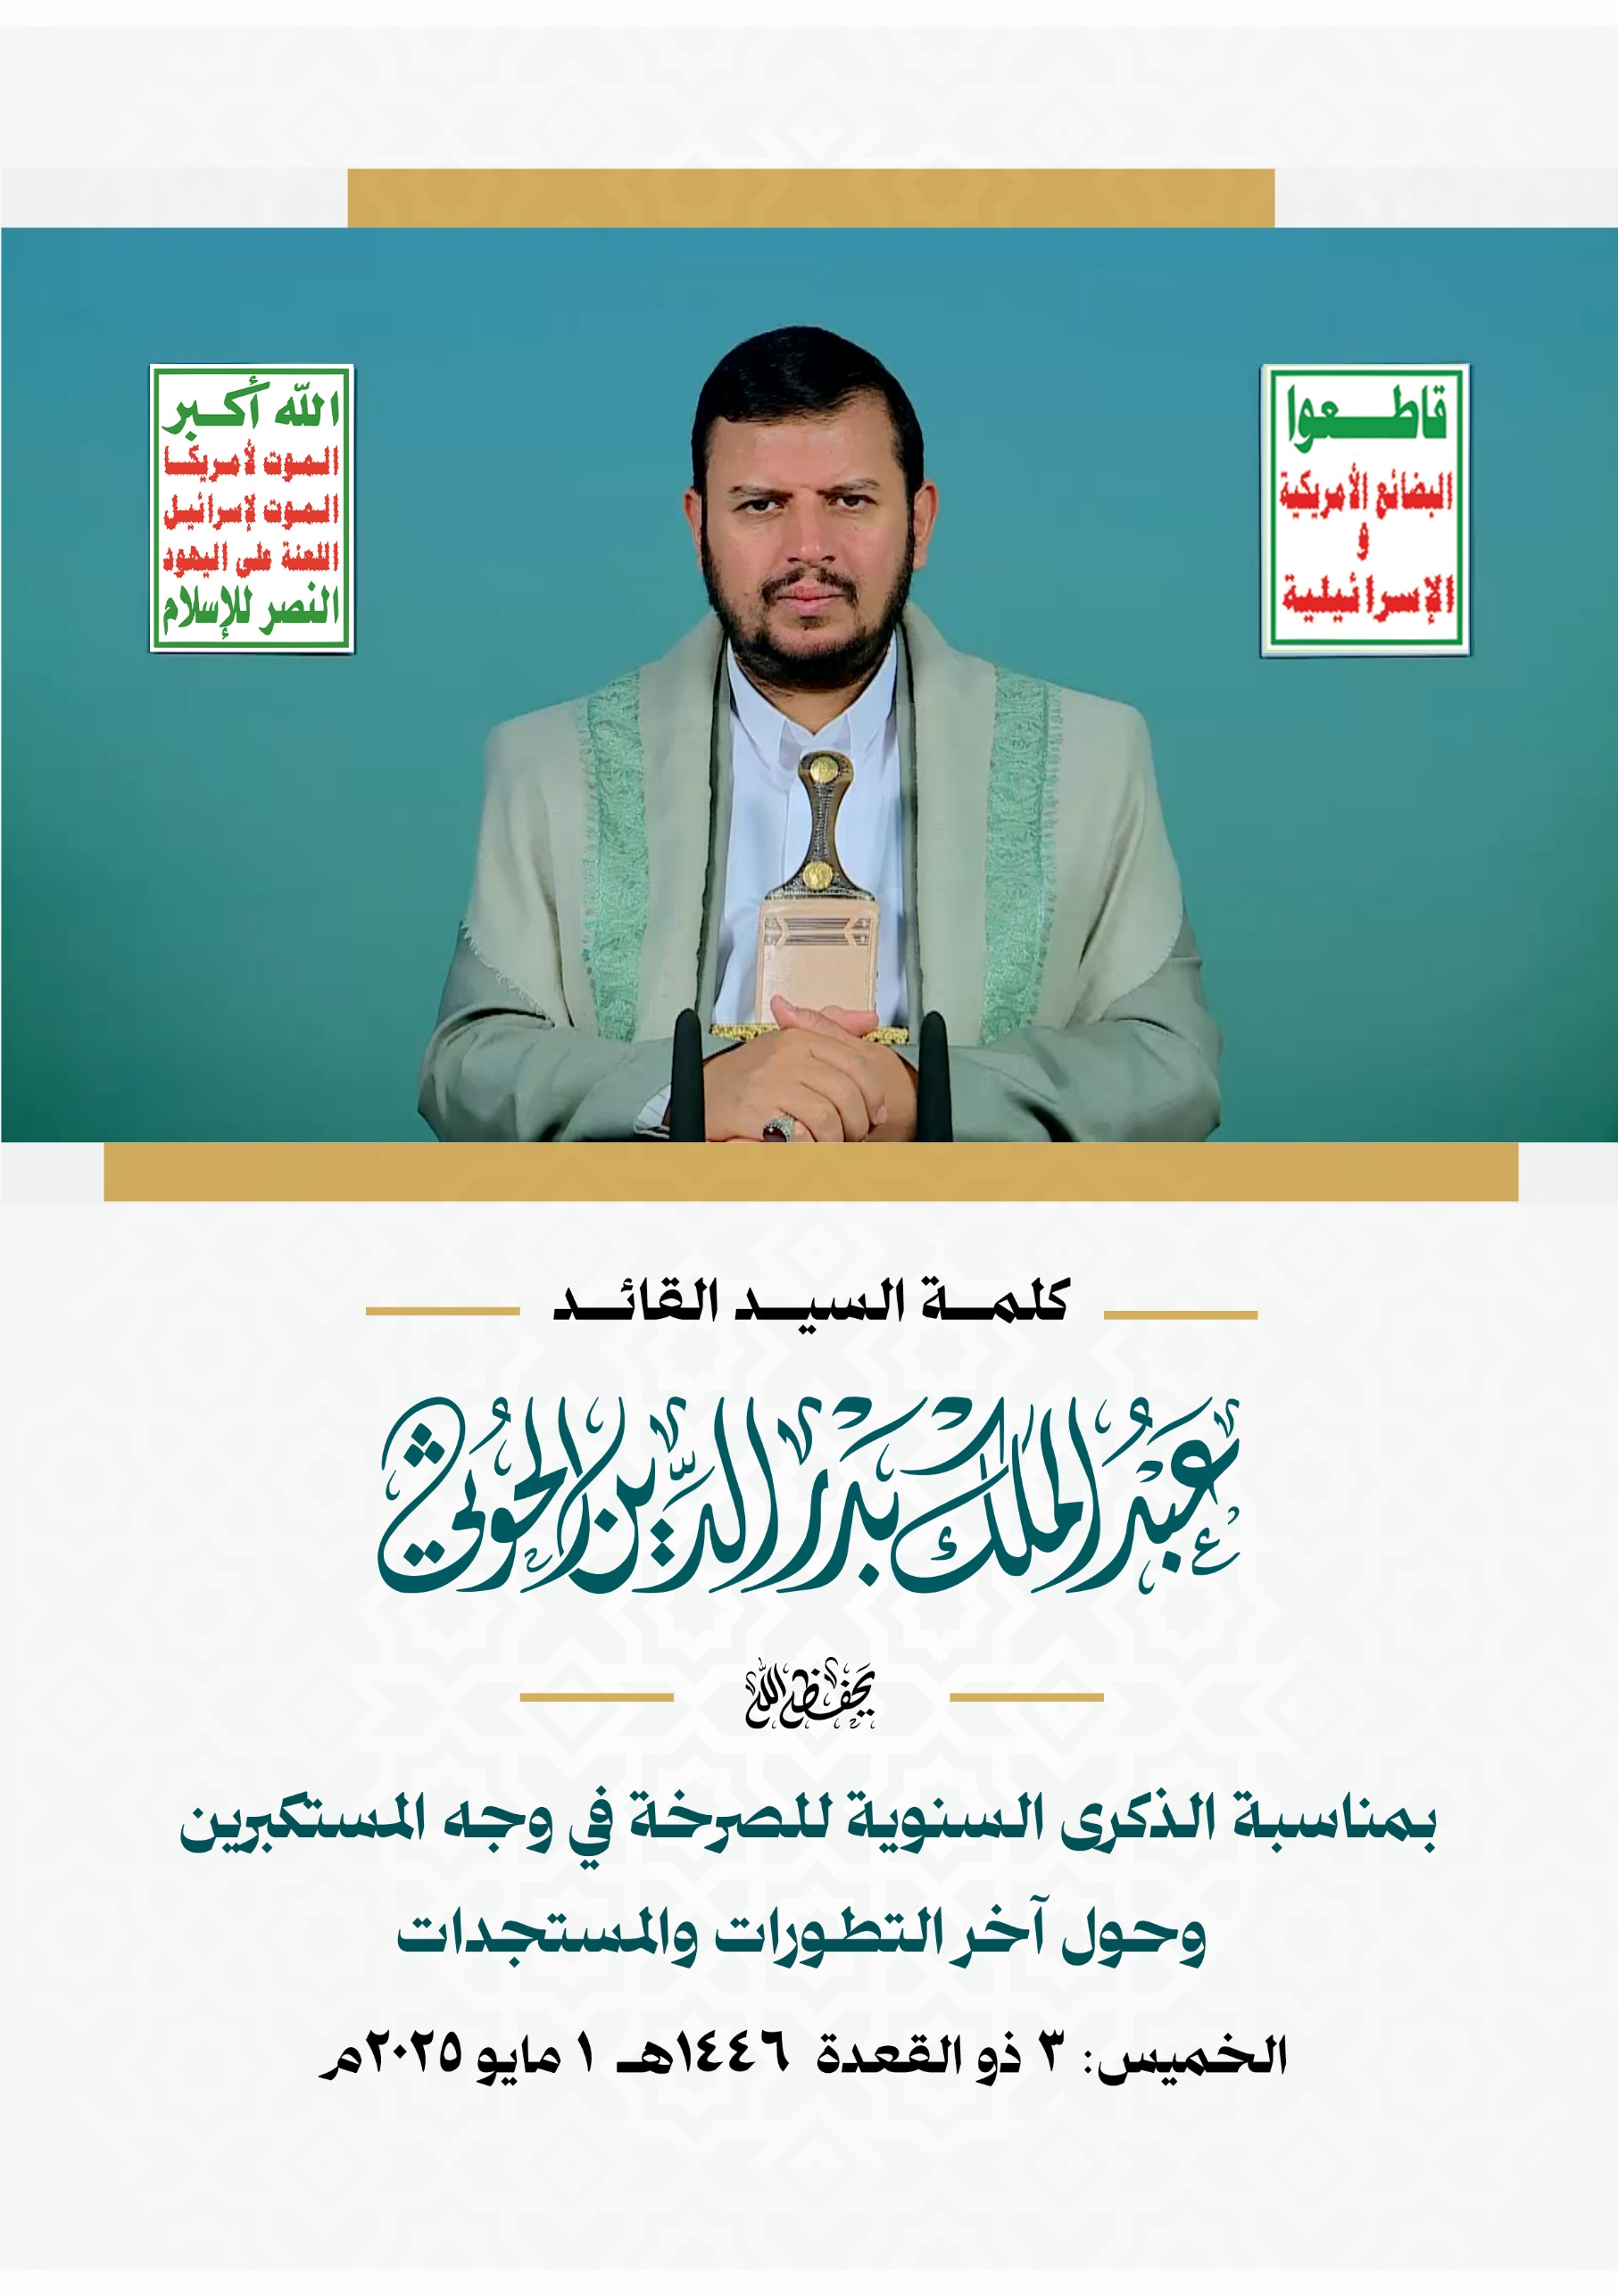 الله أكبر
الموت لأمريكا
الموت لإسرائيل
اللعنة على اليهود
النصر للإسلام
قاطعوا
البضائع الأمريكية
و
الإسرائيلية
كلمة السيد القائد
عبد الملك بدر الدين الحوثي
يحفظه الله
بمناسبة الذكرى السنوية للصرخة في وجه المستكبرين
وحول آخر التطورات والمستجدات
الخميس: ٣ ذو القعدة ١٤٤٦هـ ١ مايو ٢٠٢٥م